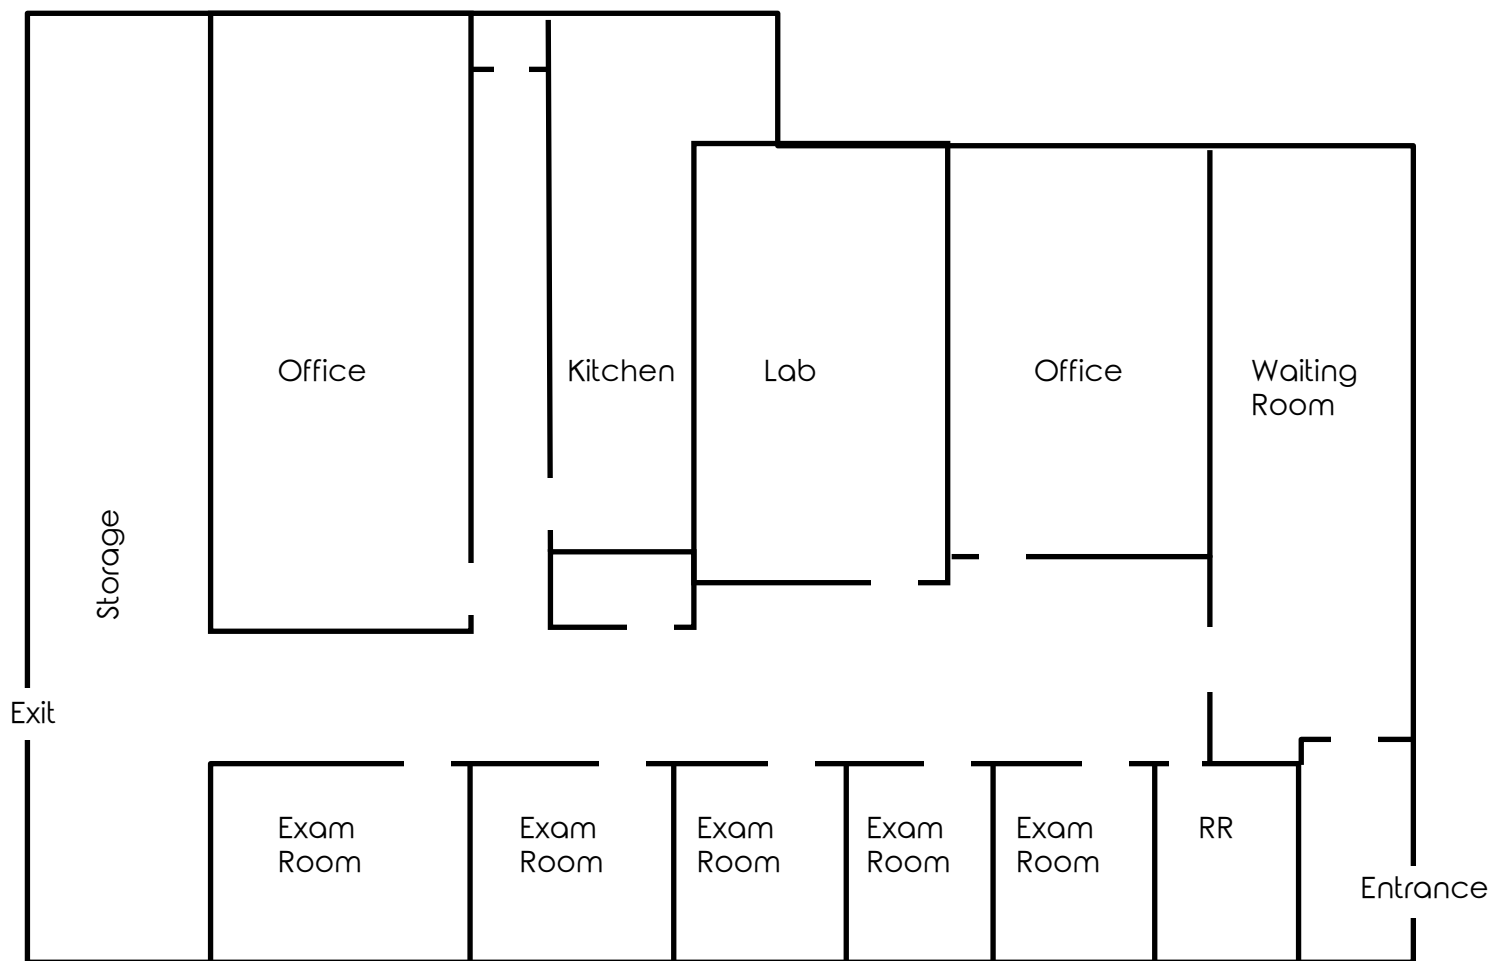 Office
Kitchen
Lab
Office
Waiting
Room
Storage
Exit
Exam
Room
Exam
Room
Exam
Room
Exam
Room
Exam
Room
RR
Entrance